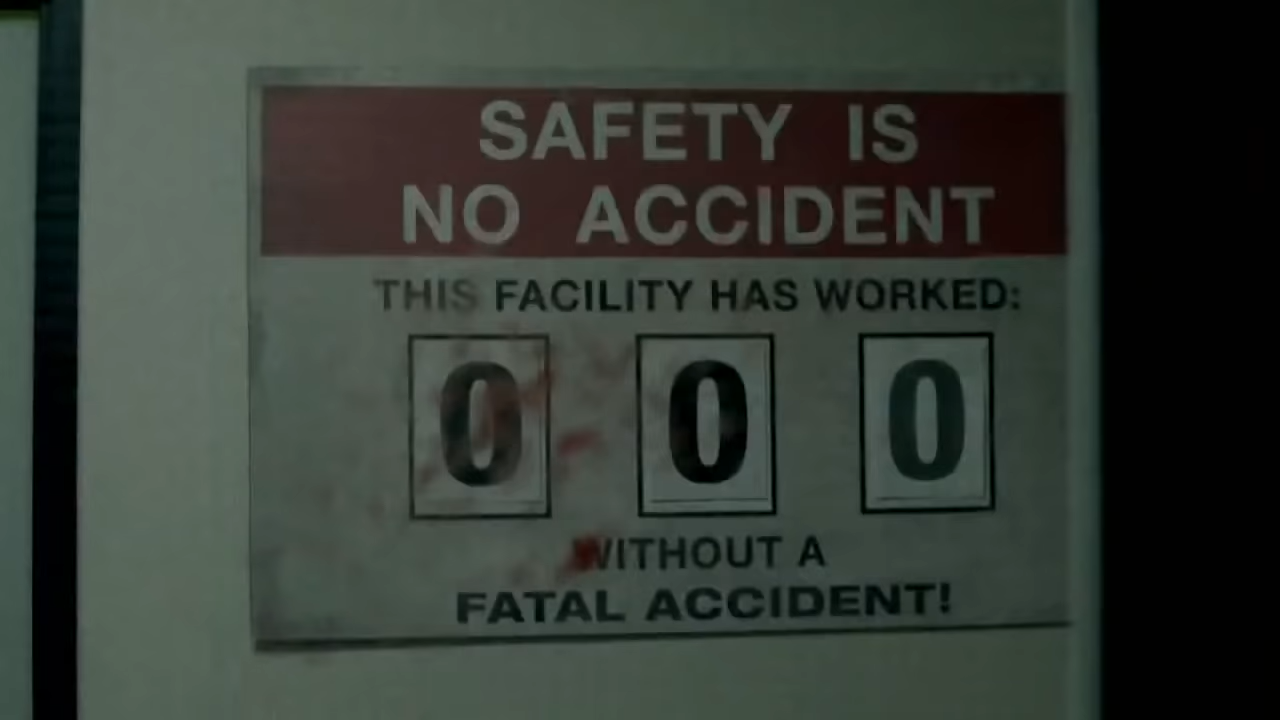 SAFETY IS
NO ACCIDENT
THIS FACILITY HAS WORKED:
0 0 0
WITHOUT A
FATAL ACCIDENT!